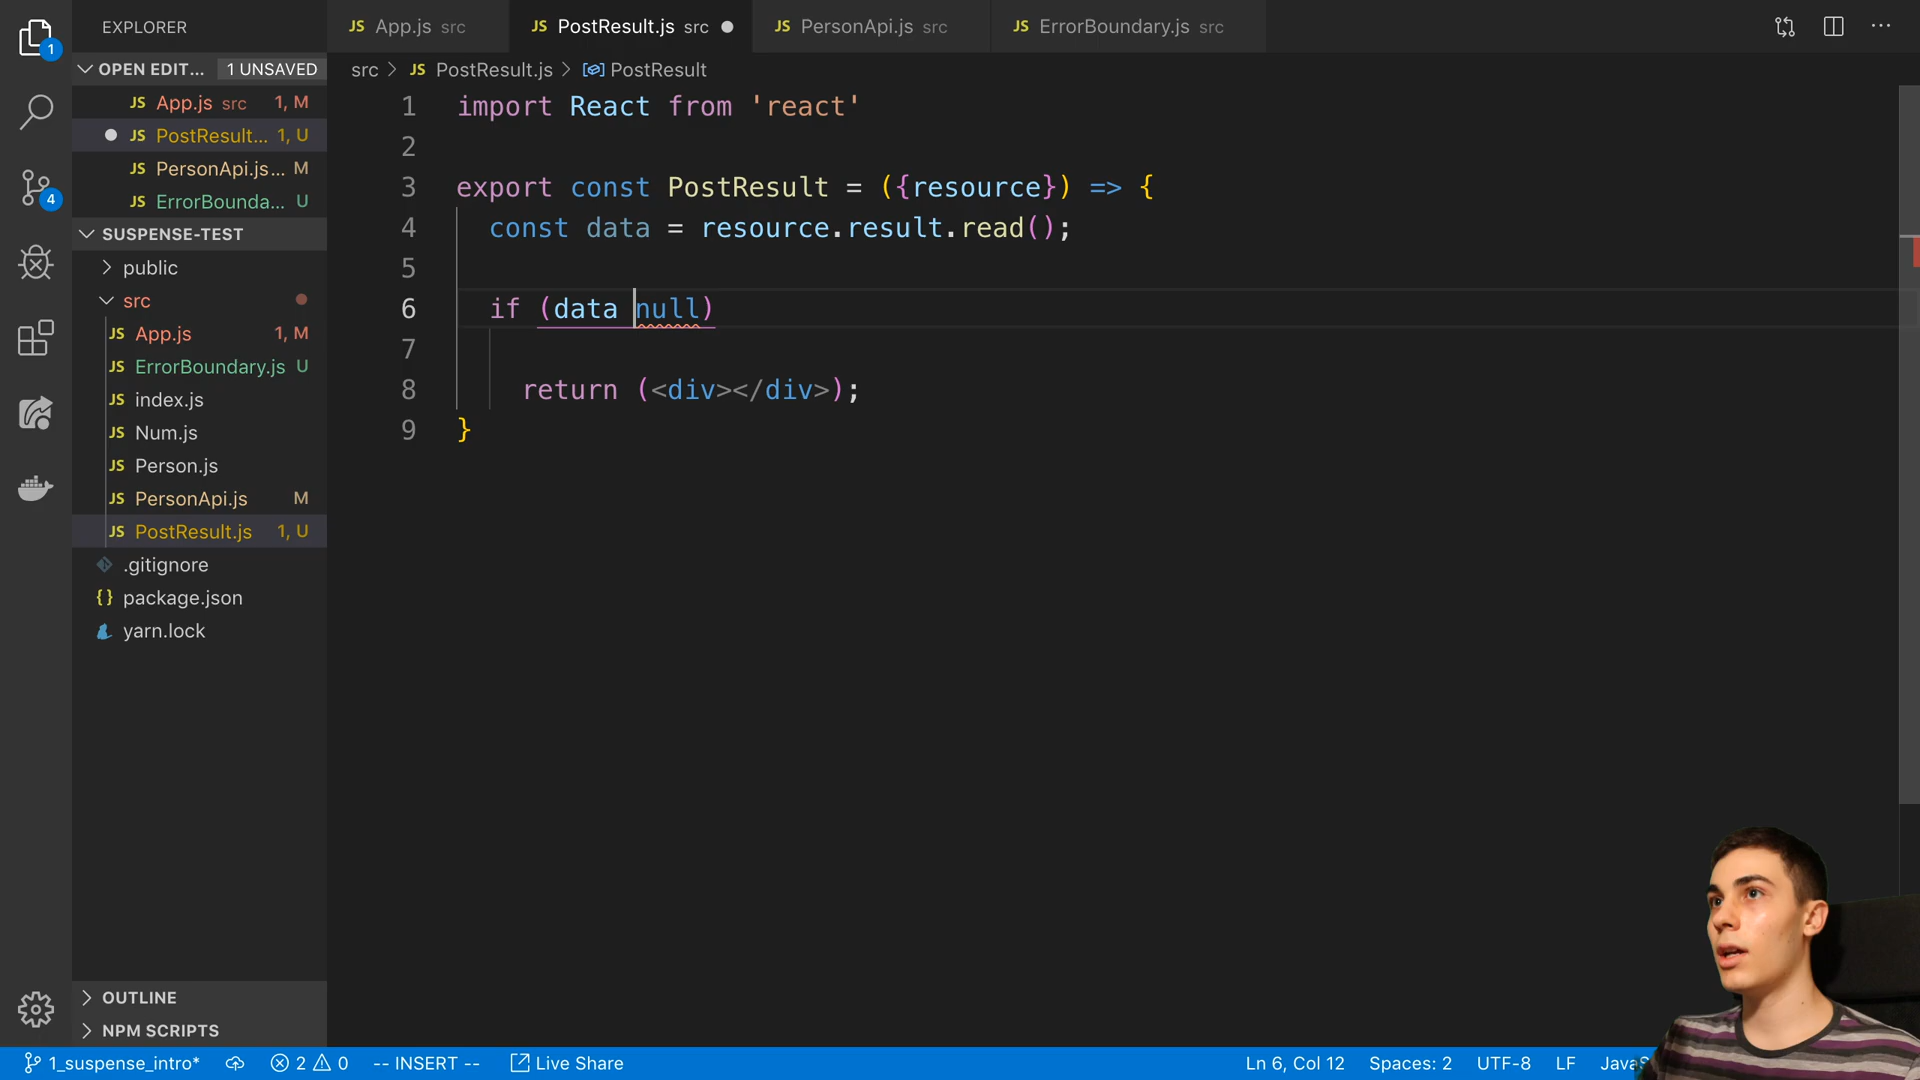 EXPLORER
OPEN EDIT... 1 UNSAVED
JS App.js src 1, M
JS PostResult... 1, U
JS PersonApi.js... M
JS ErrorBounda... U
SUSPENSE-TEST
public
src
JS App.js 1, M
JS ErrorBoundary.js U
JS index.js
JS Num.js
JS Person.js
JS PersonApi.js M
JS PostResult.js 1, U
.gitignore
{} package.json
yarn.lock
OUTLINE
NPM SCRIPTS
1
4
JS App.js src JS PostResult.js src JS PersonApi.js src JS ErrorBoundary.js src
src > JS PostResult.js > PostResult
1 import React from 'react'
2
3 export const PostResult = ({resource}) => {
4 const data = resource.result.read();
5
6 if (data null)
7
8 return (<div></div>);
9 }
1_suspense_intro* 2 0 -- INSERT -- Live Share Ln 6, Col 12 Spaces: 2 UTF-8 LF